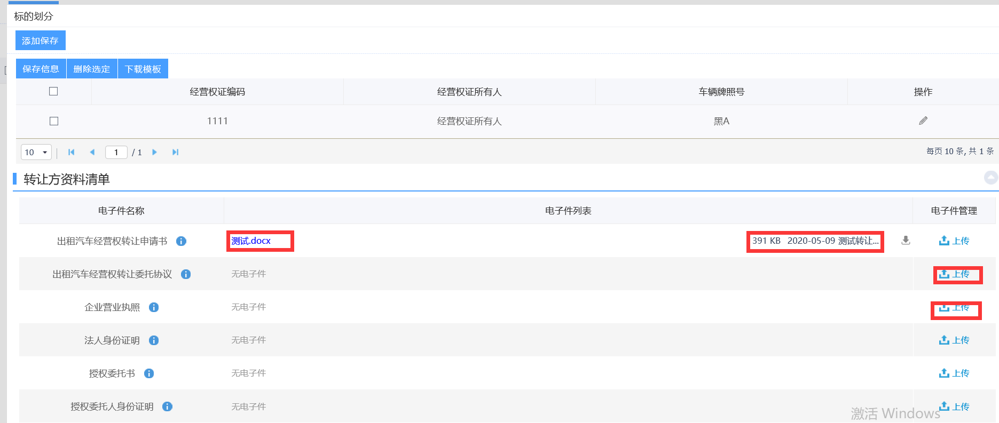 标的划分
添加保存
保存信息 删除选定 下载模板
经营权证编码 经营权证所有人 车辆牌照号 操作
1111 经营权证所有人 黑A
10 1 / 1 每页 10 条, 共 1 条
转让方资料清单
电子件名称 电子件列表 电子件管理
出租汽车经营权转让申请书 测试.docx 391 KB 2020-05-09 测试转让... 上传
出租汽车经营权转让委托协议 无电子件 上传
企业营业执照 无电子件 上传
法人身份证明 无电子件 上传
授权委托书 无电子件 上传
授权委托人身份证明 无电子件 上传
激活 Windows